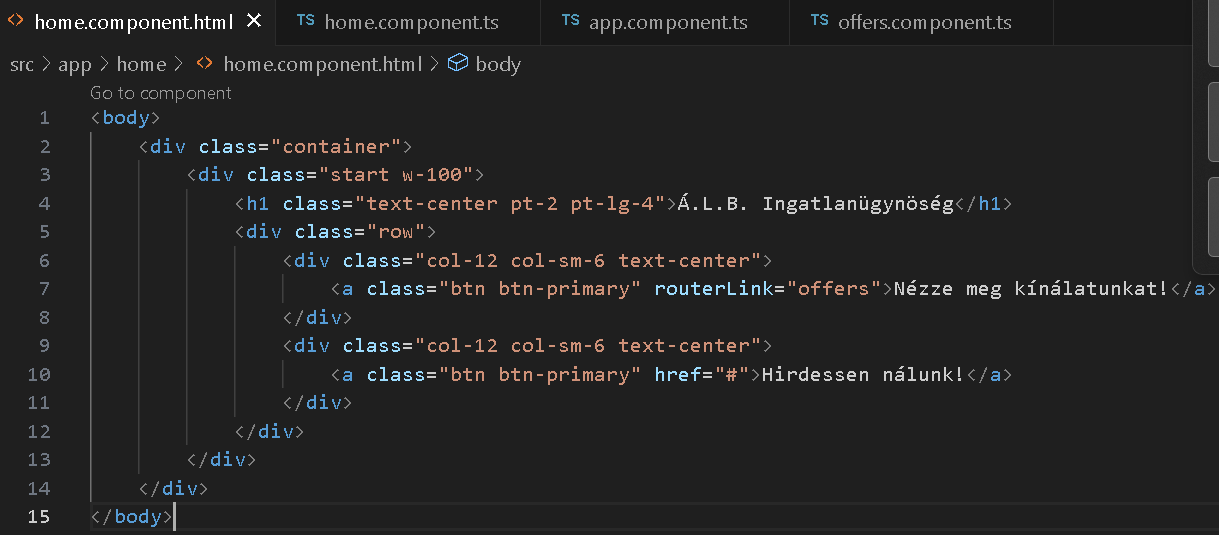 home.component.html × TS home.component.ts TS app.component.ts TS offers.component.ts
src > app > home > <> home.component.html > body
Go to component
1 <body>
2 <div class="container">
3 <div class="start w-100">
4 <h1 class="text-center pt-2 pt-lg-4">Á.L.B. Ingatlanügynöség</h1>
5 <div class="row">
6 <div class="col-12 col-sm-6 text-center">
7 <a class="btn btn-primary" routerLink="offers">Nézze meg kínálatunkat!</a>
8 </div>
9 <div class="col-12 col-sm-6 text-center">
10 <a class="btn btn-primary" href="#">Hirdessen nálunk!</a>
11 </div>
12 </div>
13 </div>
14 </div>
15 </body>